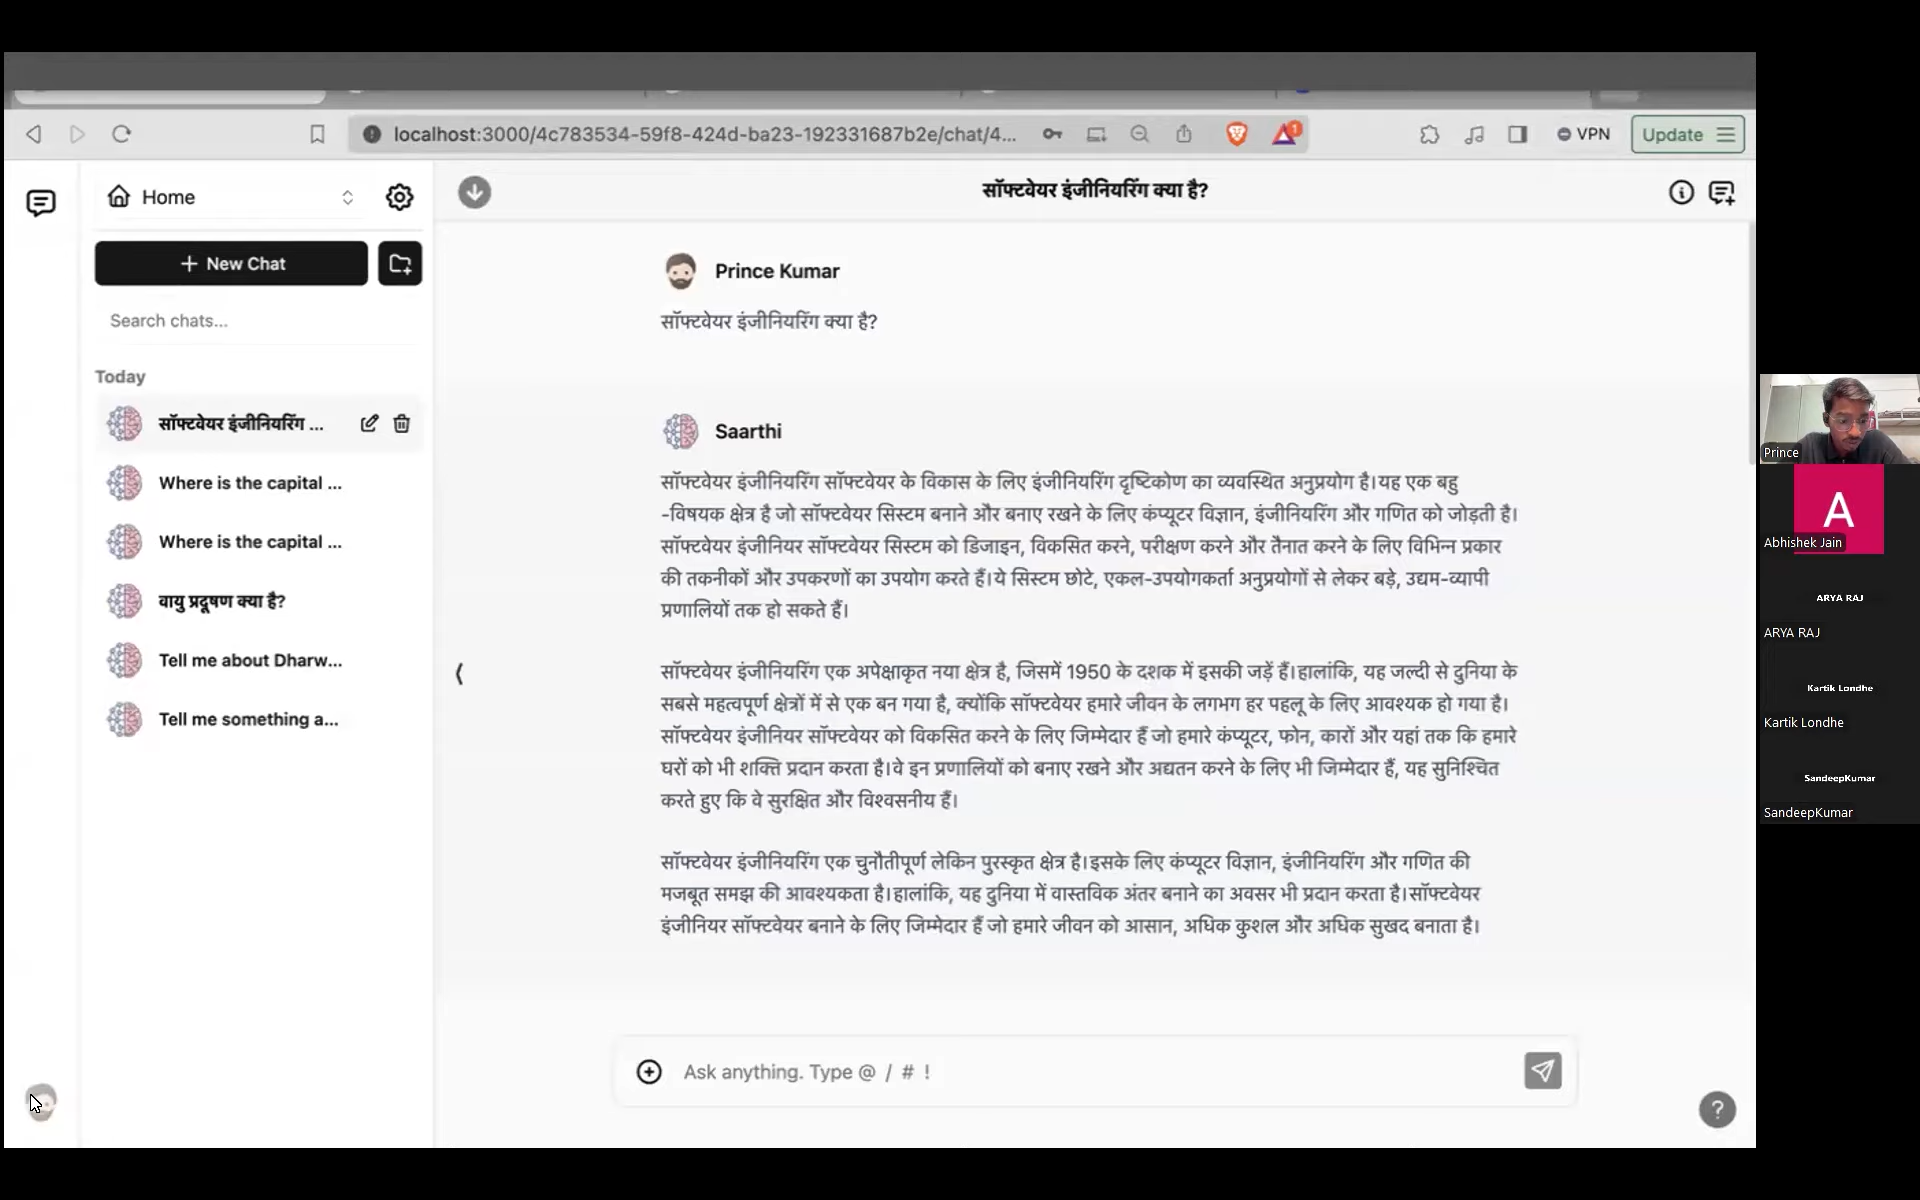 localhost:3000/4c783534-59f8-424d-ba23-192331687b2e/chat/4...
1
VPN
Update
Home
+ New Chat
Search chats...
Today
सॉफ्टवेयर इंजीनियरिंग ...
Where is the capital ...
Where is the capital ...
वायु प्रदूषण क्या है?
Tell me about Dharw...
Tell me something a...
सॉफ्टवेयर इंजीनियरिंग क्या है?
Prince Kumar
सॉफ्टवेयर इंजीनियरिंग क्या है?
Saarthi
सॉफ्टवेयर इंजीनियरिंग सॉफ्टवेयर के विकास के लिए इंजीनियरिंग दृष्टिकोण का व्यवस्थित अनुप्रयोग है।यह एक बहु
-विषयक क्षेत्र है जो सॉफ्टवेयर सिस्टम बनाने और बनाए रखने के लिए कंप्यूटर विज्ञान, इंजीनियरिंग और गणित को जोड़ती है।
सॉफ्टवेयर इंजीनियर सॉफ्टवेयर सिस्टम को डिजाइन, विकसित करने, परीक्षण करने और तैनात करने के लिए विभिन्न प्रकार
की तकनीकों और उपकरणों का उपयोग करते हैं।ये सिस्टम छोटे, एकल-उपयोगकर्ता अनुप्रयोगों से लेकर बड़े, उद्यम-व्यापी
प्रणालियों तक हो सकते हैं।
सॉफ्टवेयर इंजीनियरिंग एक अपेक्षाकृत नया क्षेत्र है, जिसमें 1950 के दशक में इसकी जड़ें हैं।हालांकि, यह जल्दी से दुनिया के
सबसे महत्वपूर्ण क्षेत्रों में से एक बन गया है, क्योंकि सॉफ्टवेयर हमारे जीवन के लगभग हर पहलू के लिए आवश्यक हो गया है।
सॉफ्टवेयर इंजीनियर सॉफ्टवेयर को विकसित करने के लिए जिम्मेदार हैं जो हमारे कंप्यूटर, फोन, कारों और यहां तक कि हमारे
घरों को भी शक्ति प्रदान करता है।वे इन प्रणालियों को बनाए रखने और अद्यतन करने के लिए भी जिम्मेदार हैं, यह सुनिश्चित
करते हुए कि वे सुरक्षित और विश्वसनीय हैं।
सॉफ्टवेयर इंजीनियरिंग एक चुनौतीपूर्ण लेकिन पुरस्कृत क्षेत्र है।इसके लिए कंप्यूटर विज्ञान, इंजीनियरिंग और गणित की
मजबूत समझ की आवश्यकता है।हालांकि, यह दुनिया में वास्तविक अंतर बनाने का अवसर भी प्रदान करता है।सॉफ्टवेयर
इंजीनियर सॉफ्टवेयर बनाने के लिए जिम्मेदार हैं जो हमारे जीवन को आसान, अधिक कुशल और अधिक सुखद बनाता है।
Ask anything. Type @ / # !
?
Prince
A
Abhishek Jain
ARYA RAJ
ARYA RAJ
Kartik Londhe
Kartik Londhe
SandeepKumar
SandeepKumar